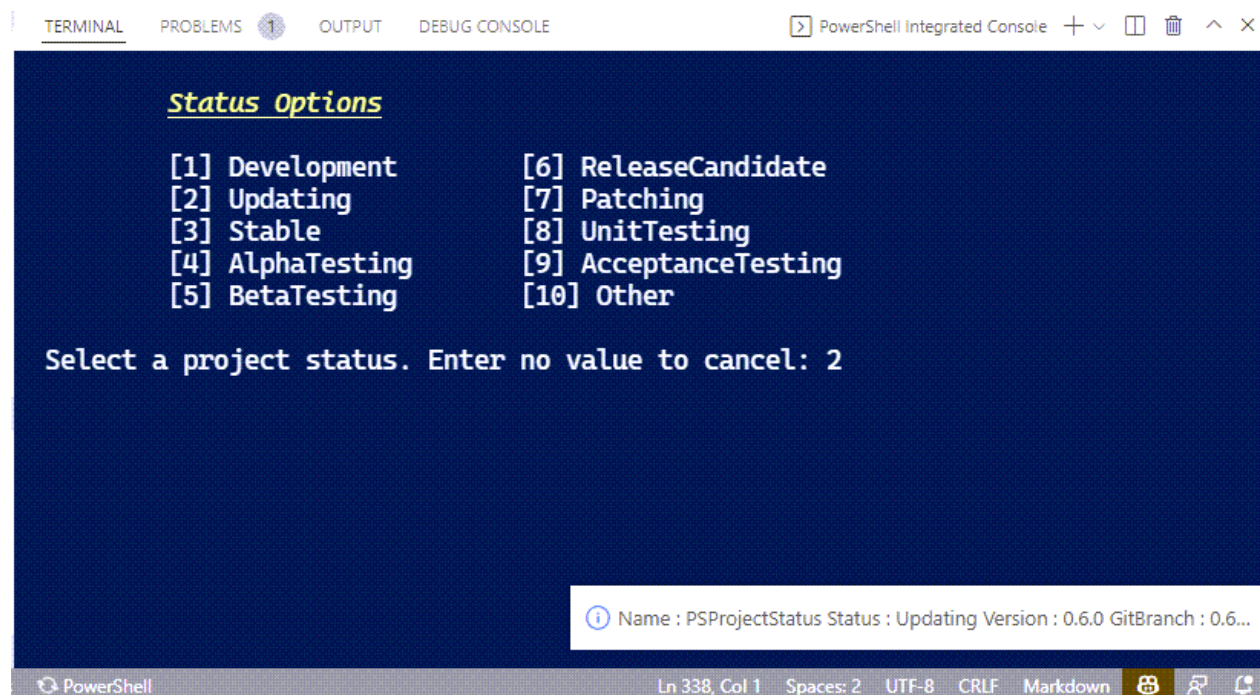 TERMINAL PROBLEMS 1 OUTPUT DEBUG CONSOLE PowerShell Integrated Console
Status Options
[1] Development [6] ReleaseCandidate
[2] Updating [7] Patching
[3] Stable [8] UnitTesting
[4] AlphaTesting [9] AcceptanceTesting
[5] BetaTesting [10] Other
Select a project status. Enter no value to cancel: 2
Name : PSProjectStatus Status : Updating Version : 0.6.0 GitBranch : 0.6...
PowerShell Ln 338, Col 1 Spaces: 2 UTF-8 CRLF Markdown